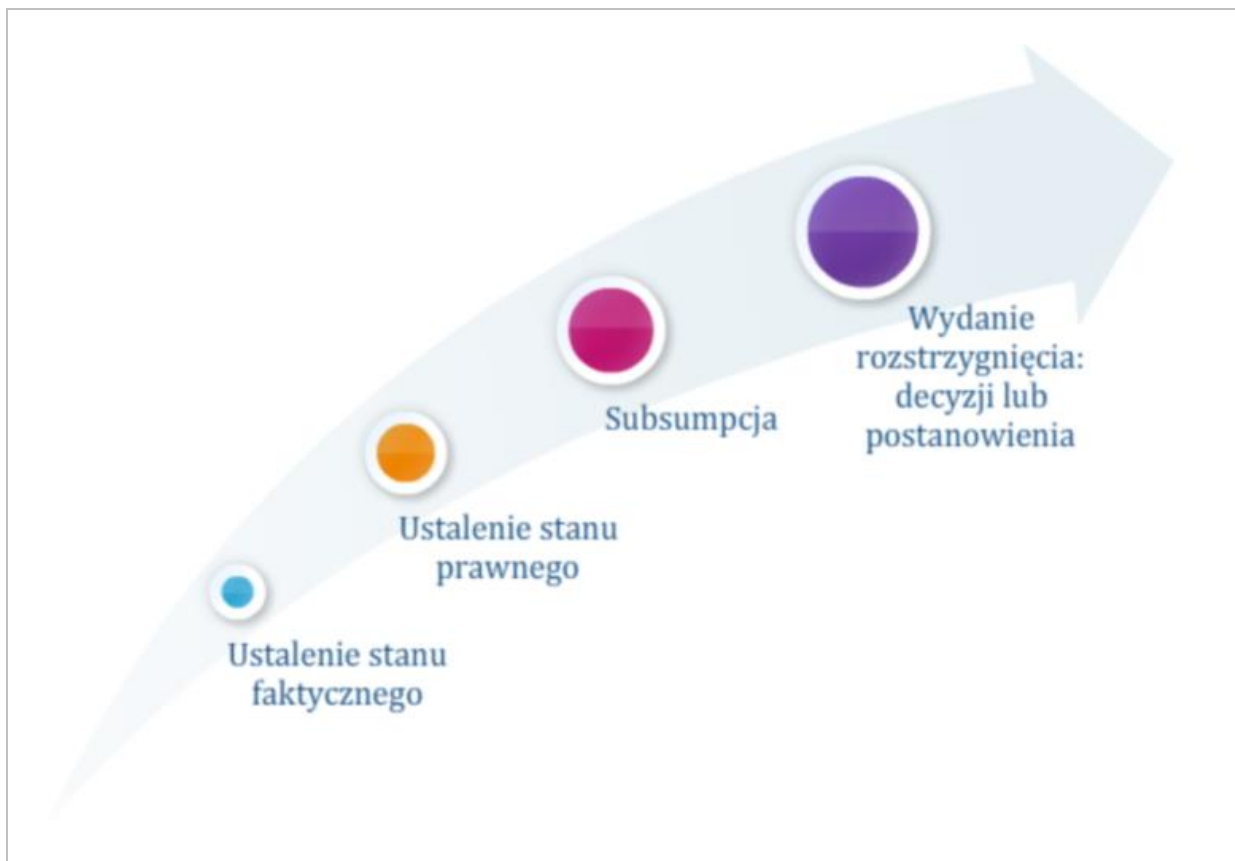 Wydanie
rozstrzygnięcia:
decyzji lub
postanowienia
Subsumpcja
Ustalenie stanu
prawnego
Ustalenie stanu
faktycznego